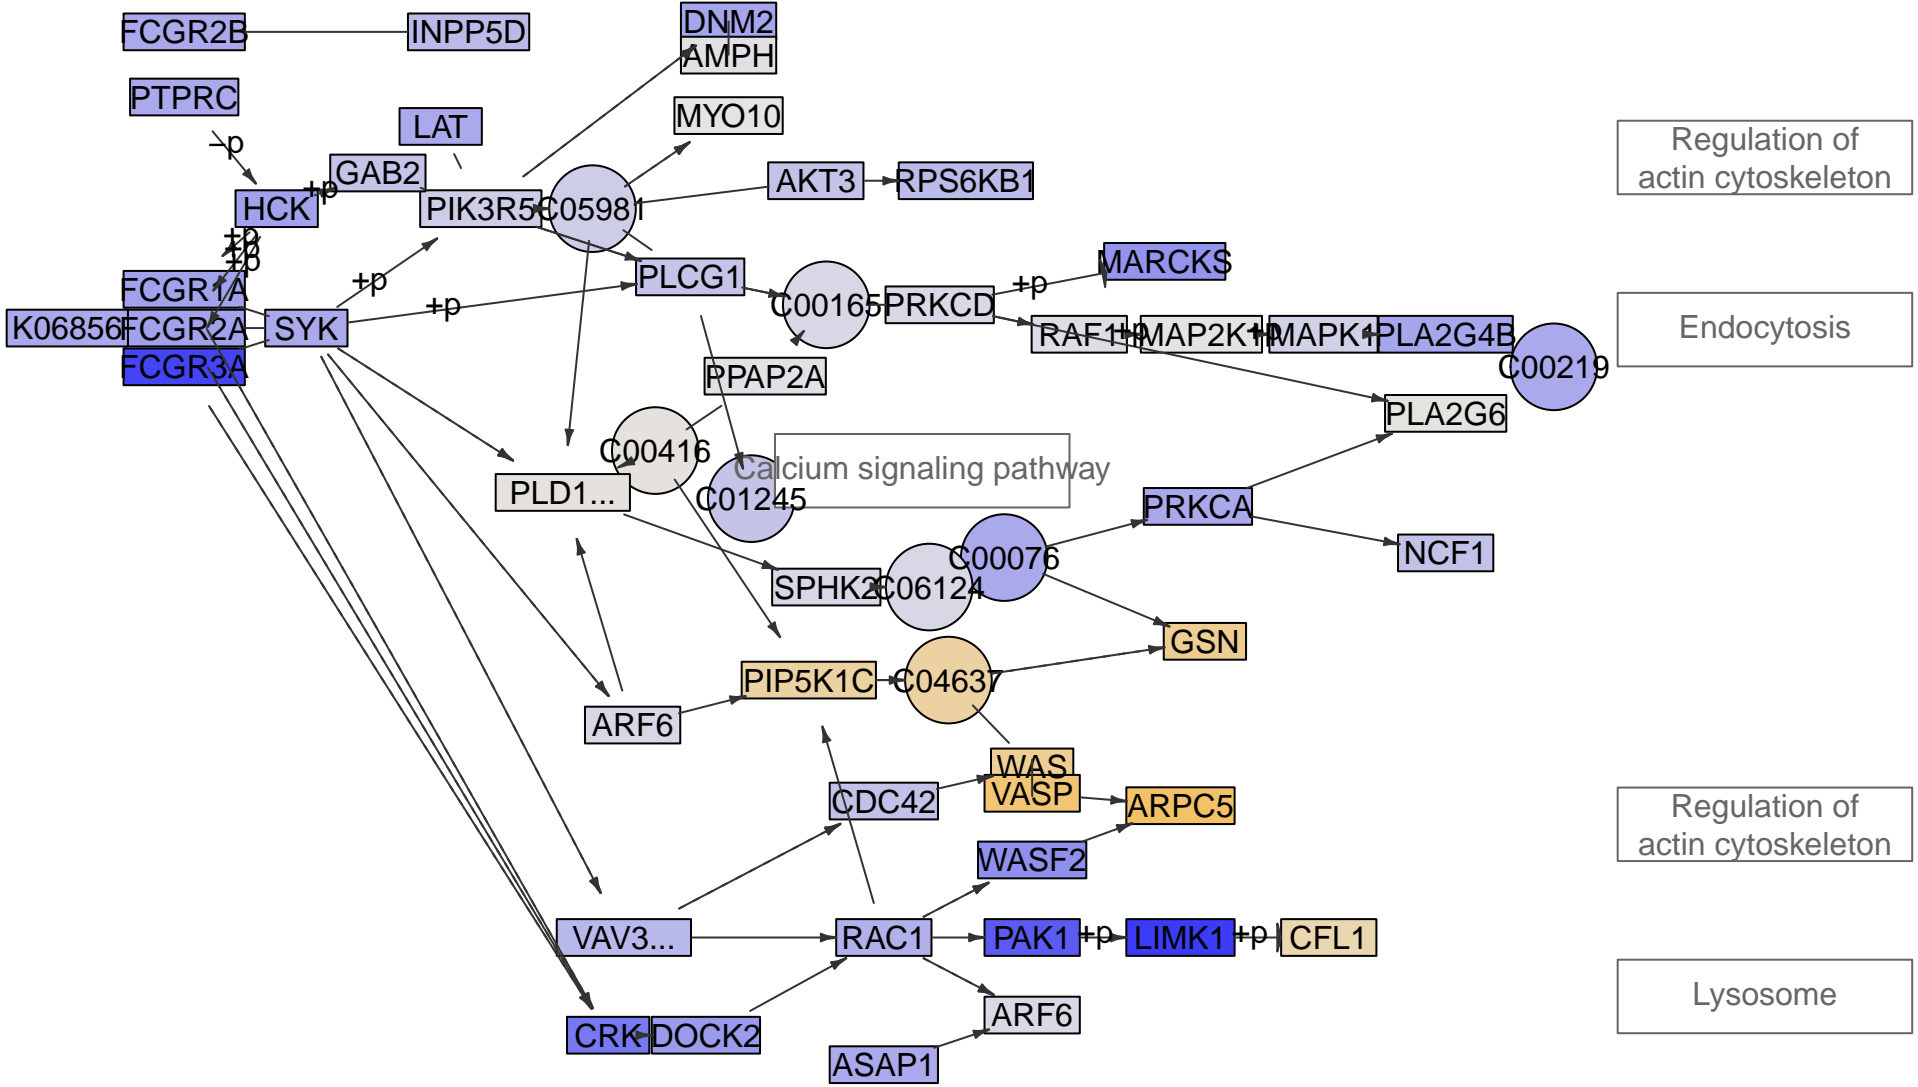 FCGR2B
INPP5D
DNM2
AMPH
PTPRC
LAT
MYO10
Regulation of
actin cytoskeleton
–p
GAB2
+p
HCK
PIK3R5
C05981
AKT3
RPS6KB1
+p
+p
+p
PLCG1
MARCKS
FCGR1A
+p
+p
C00165
PRKCD
+p
K06856
FCGR2A
SYK
RAF1
+p
MAP2K1
+p
MAPK1
PLA2G4B
Endocytosis
FCGR3A
PPAP2A
C00219
PLA2G6
C00416
Calcium signaling pathway
PLD1...
C01245
PRKCA
C00076
NCF1
SPHK2
C06124
GSN
PIP5K1C
C04637
ARF6
WAS
VASP
CDC42
ARPC5
Regulation of
actin cytoskeleton
WASF2
VAV3...
RAC1
PAK1
+p
LIMK1
+p
CFL1
Lysosome
ARF6
CRK
DOCK2
ASAP1